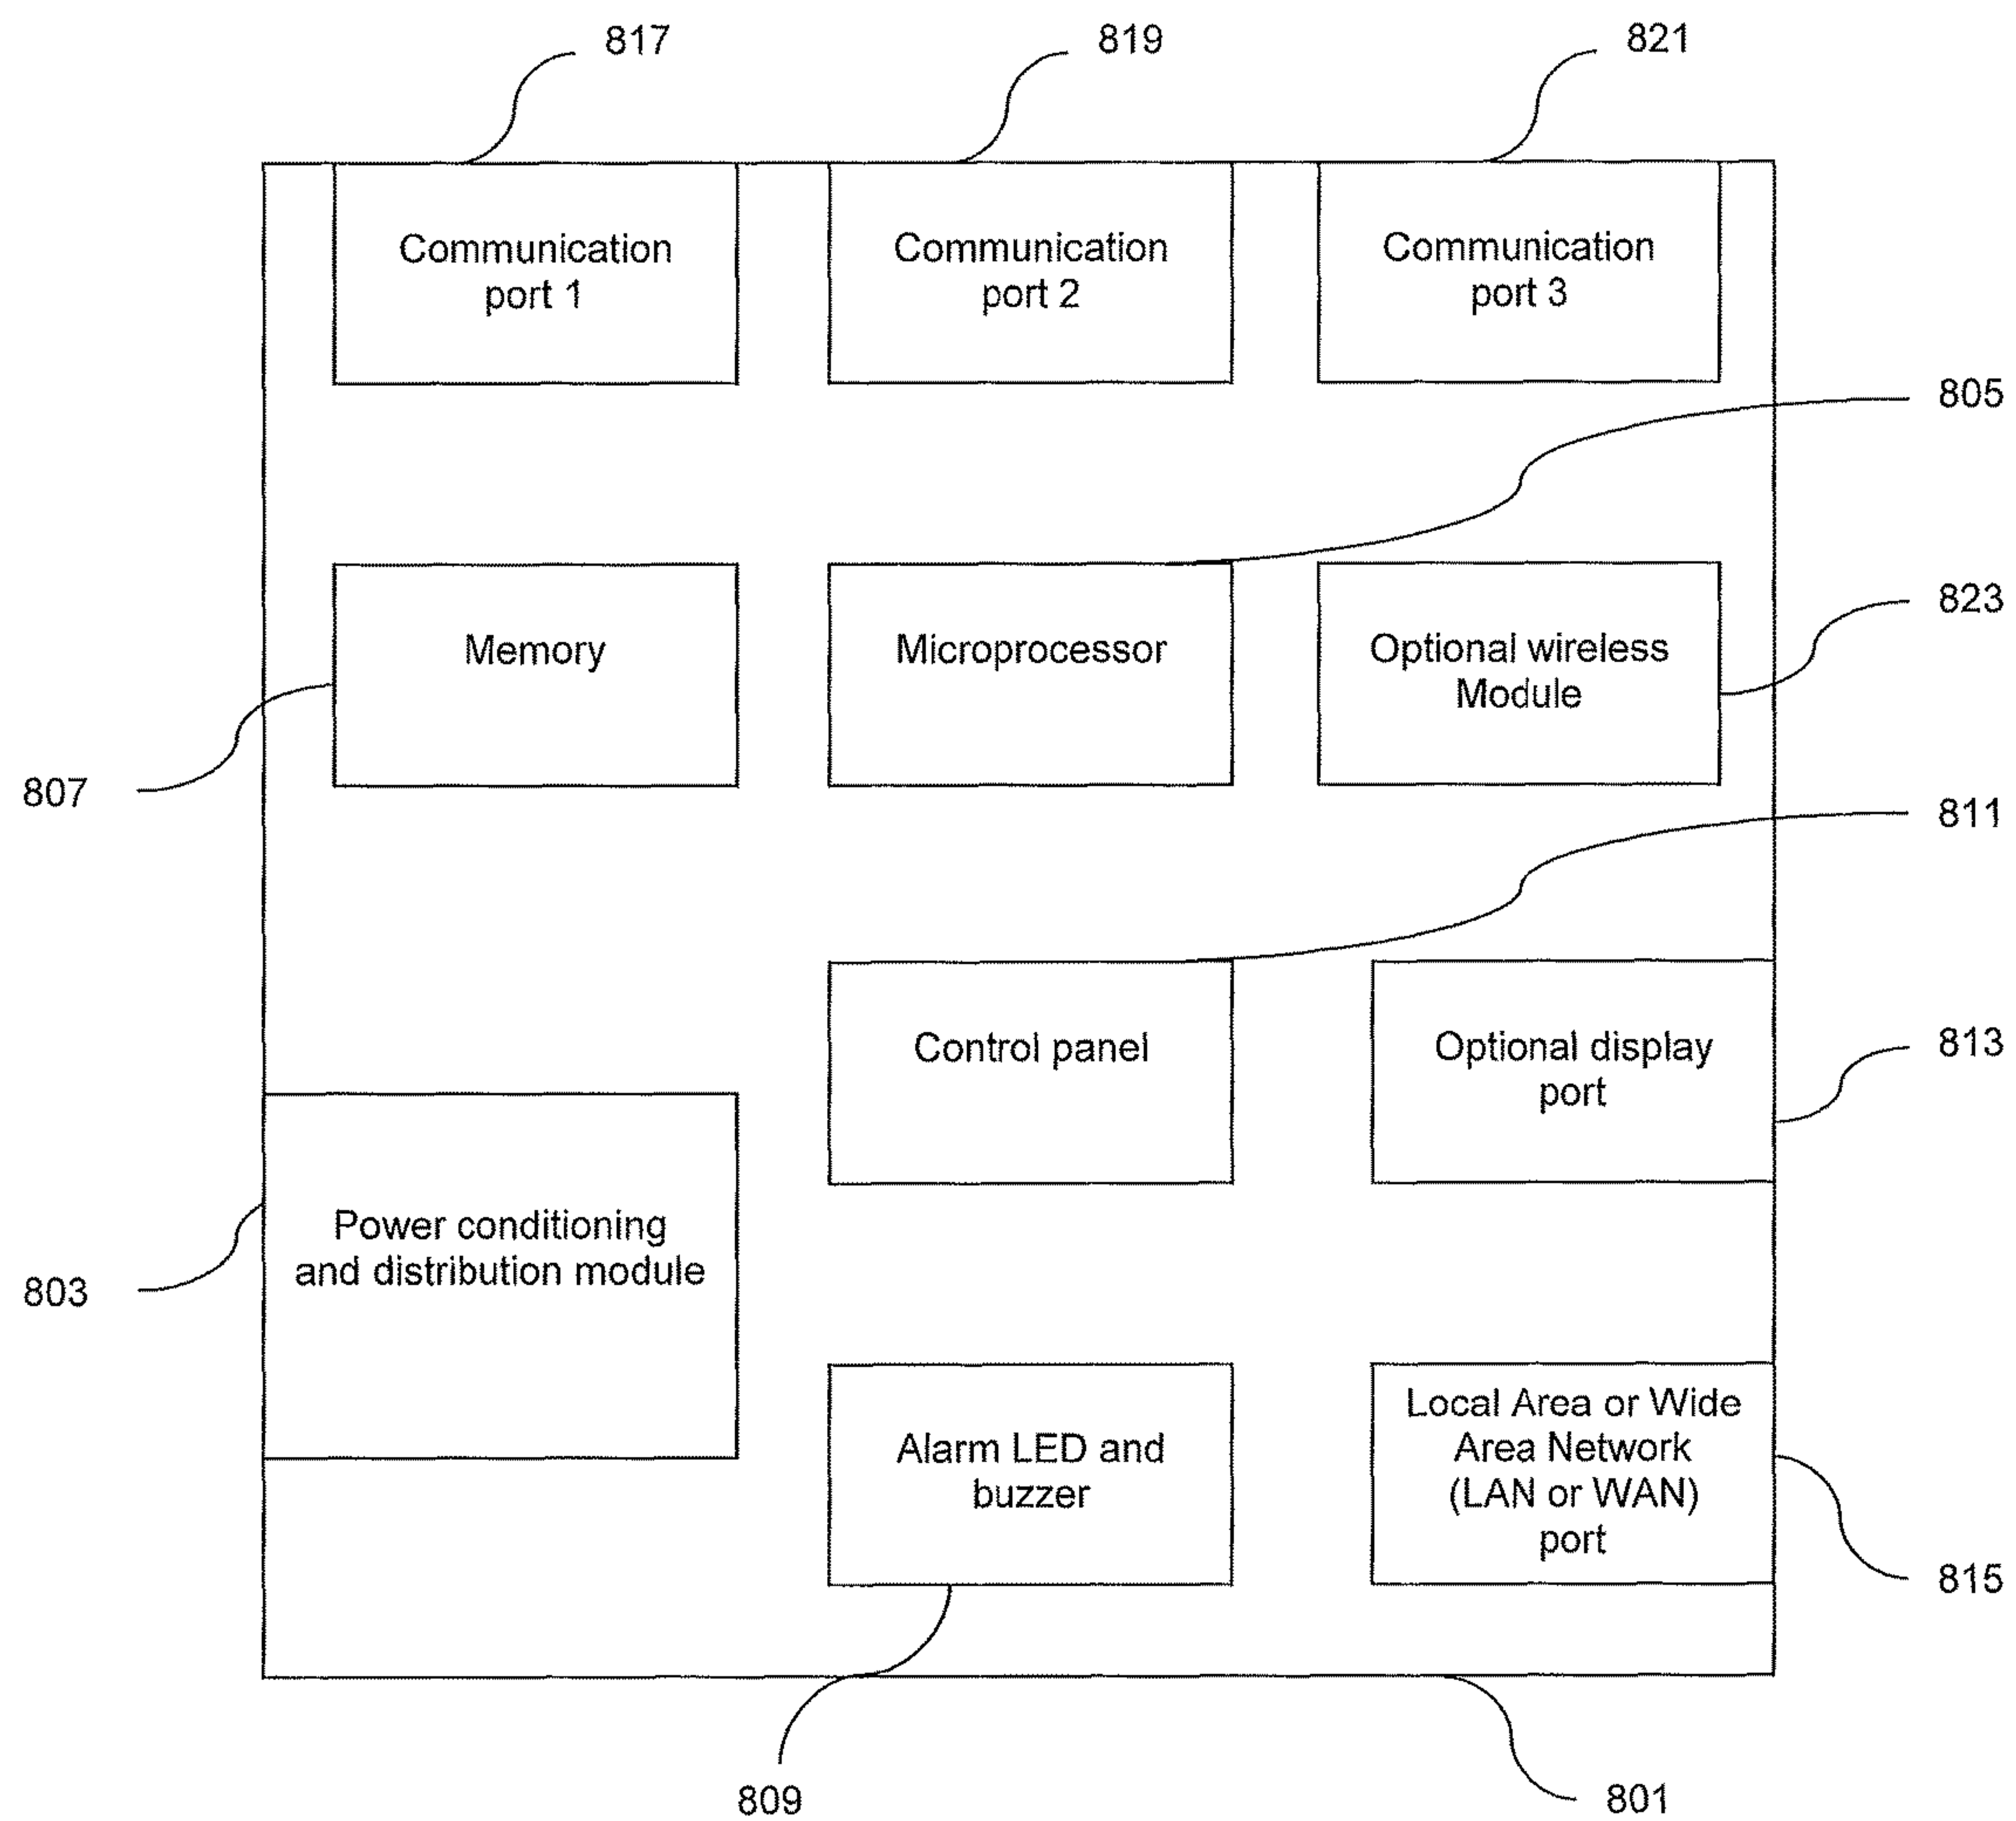 817
819
821
Communication
port 1
Communication
port 2
Communication
port 3
805
Memory
Microprocessor
Optional wireless
Module
823
807
811
Control panel
Optional display
port
813
Power conditioning
and distribution module
803
Alarm LED and
buzzer
Local Area or Wide
Area Network
(LAN or WAN)
port
815
809
801